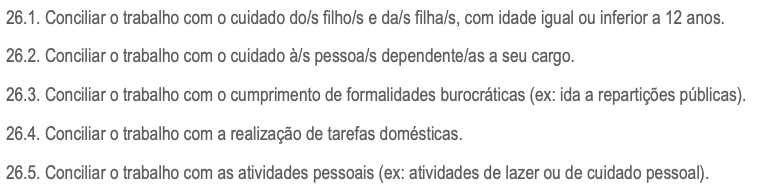 26.1. Conciliar o trabalho com o cuidado do/s filho/s e da/s filha/s, com idade igual ou inferior a 12 anos.
26.2. Conciliar o trabalho com o cuidado à/s pessoa/s dependente/as a seu cargo.
26.3. Conciliar o trabalho com o cumprimento de formalidades burocráticas (ex: ida a repartições públicas).
26.4. Conciliar o trabalho com a realização de tarefas domésticas.
26.5. Conciliar o trabalho com as atividades pessoais (ex: atividades de lazer ou de cuidado pessoal).